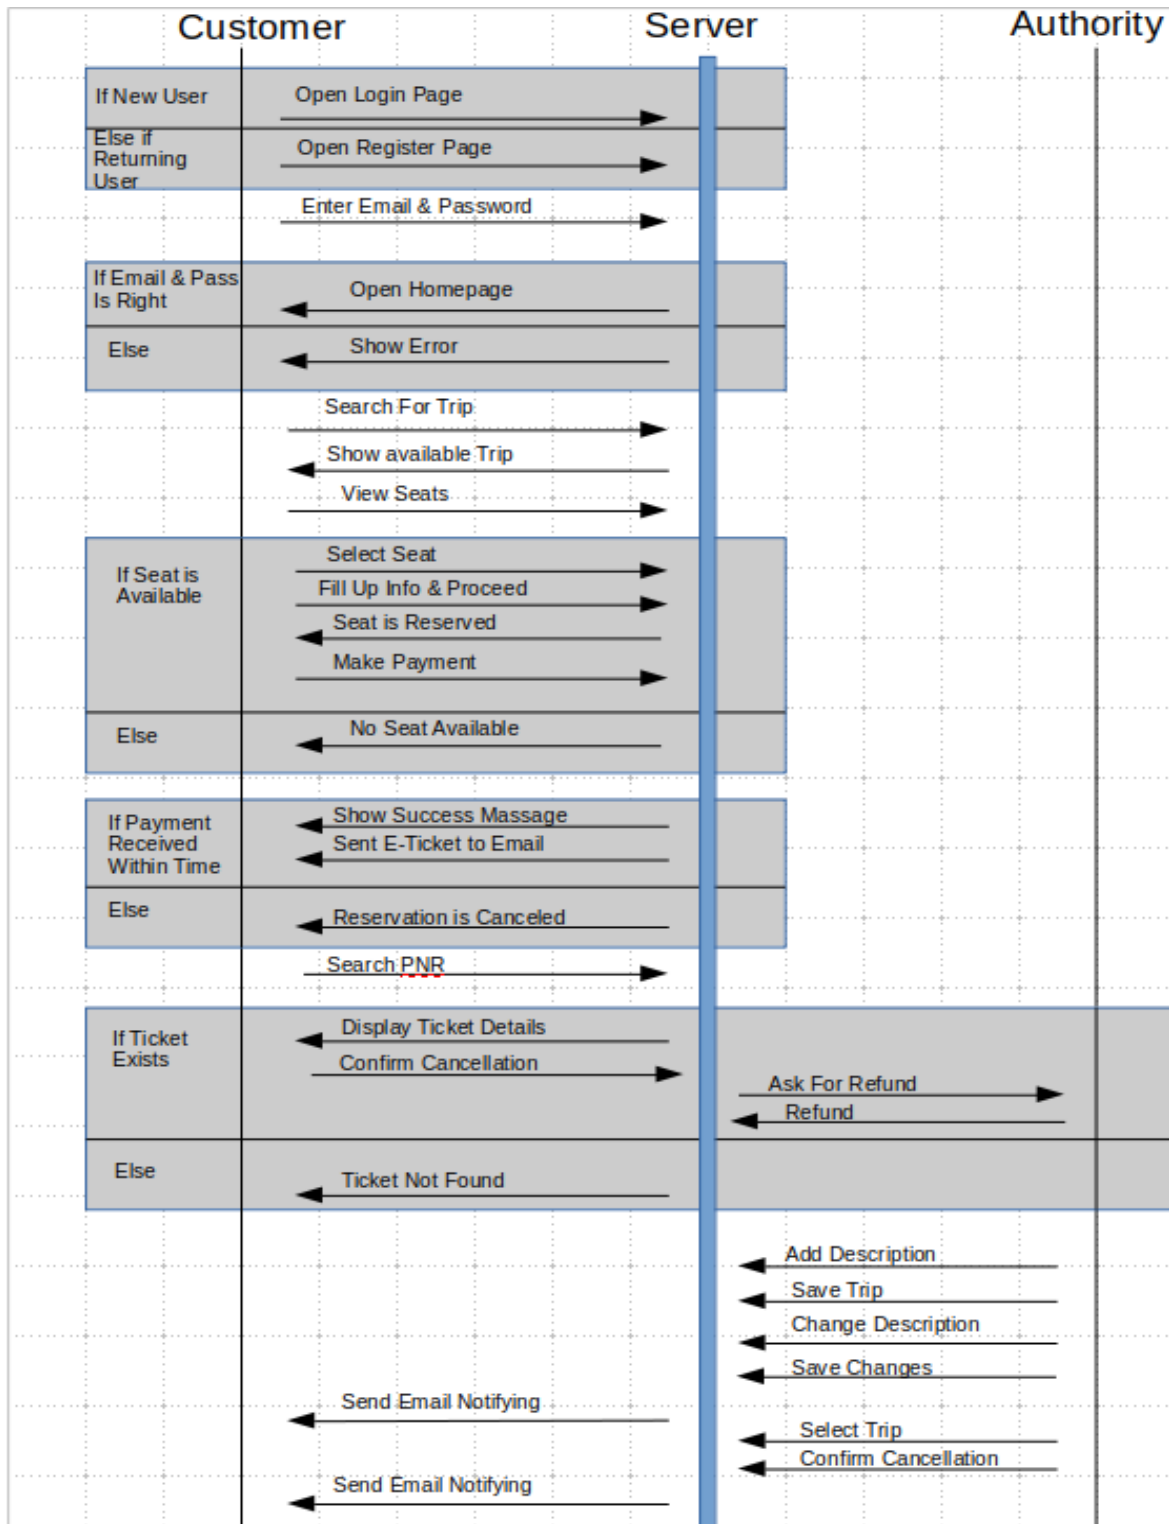 Customer
Server
Authority
If New User
Open Login Page
Else if
Returning
User
Open Register Page
Enter Email & Password
If Email & Pass
Is Right
Open Homepage
Else
Show Error
Search For Trip
Show available Trip
View Seats
If Seat is
Available
Select Seat
Fill Up Info & Proceed
Seat is Reserved
Make Payment
Else
No Seat Available
If Payment
Received
Within Time
Show Success Massage
Sent E-Ticket to Email
Else
Reservation is Canceled
Search PNR
If Ticket
Exists
Display Ticket Details
Confirm Cancellation
Ask For Refund
Refund
Else
Ticket Not Found
Add Description
Save Trip
Change Description
Save Changes
Send Email Notifying
Select Trip
Confirm Cancellation
Send Email Notifying